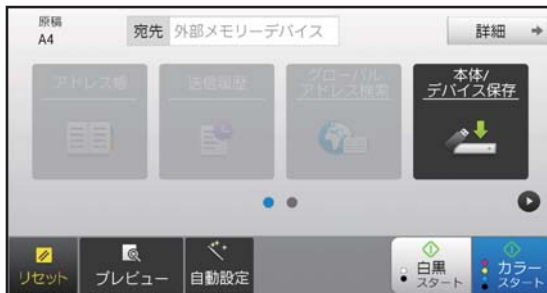 原稿
A4
宛先 外部メモリーデバイス
詳細
アドレス帳
送信履歴
グローバル
アドレス検索
本体/
デバイス保存
リセット
プレビュー
自動設定
白黒
スタート
カラー
スタート